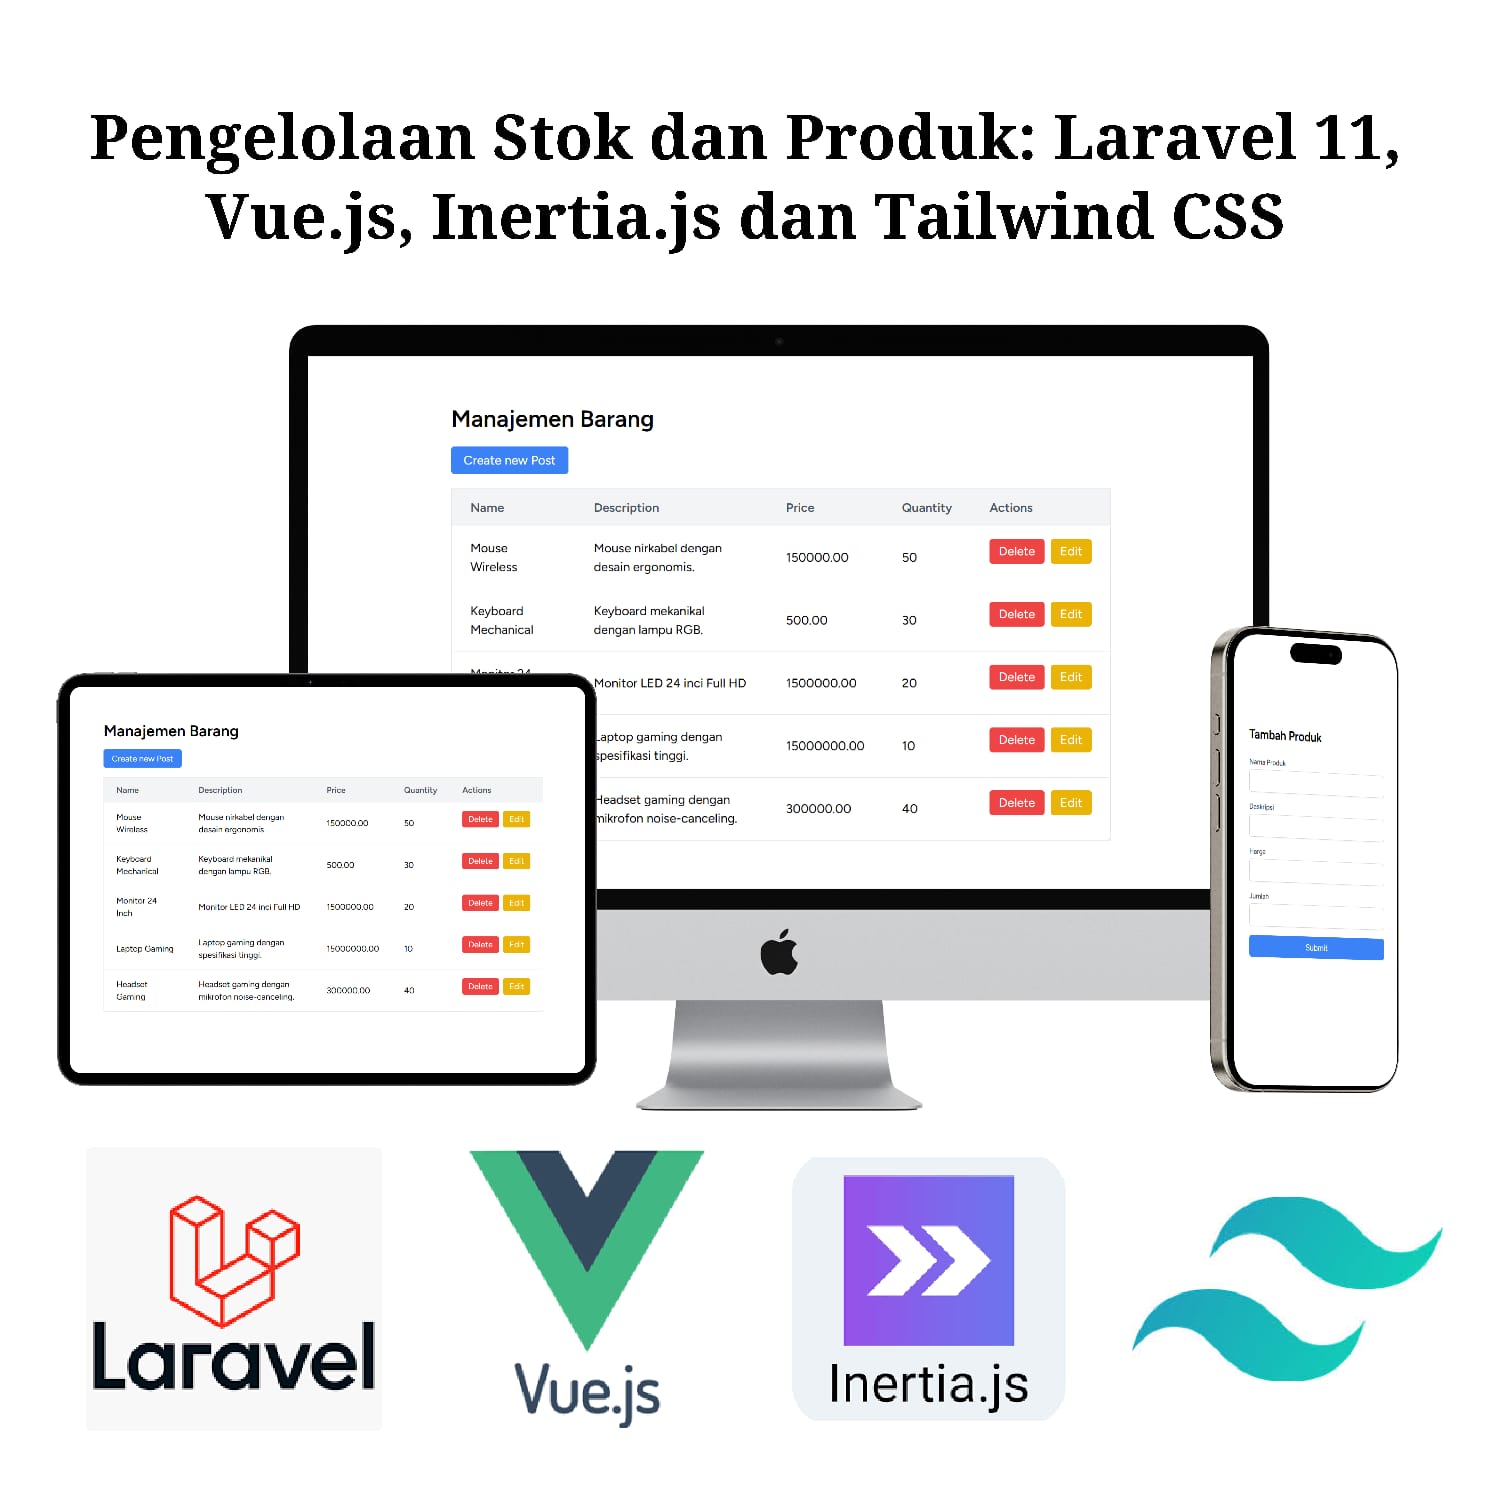 Pengelolaan Stok dan Produk: Laravel 11,
Vue.js, Inertia.js dan Tailwind CSS
Manajemen Barang
Create new Post
Name Description Price Quantity Actions
Mouse Wireless Mouse nirkabel dengan desain ergonomis. 150000.00 50 Delete Edit
Keyboard Mechanical Keyboard mekanikal dengan lampu RGB. 500.00 30 Delete Edit
Monitor 24 Monitor LED 24 inci Full HD 1500000.00 20 Delete Edit
Laptop gaming dengan spesifikasi tinggi. 15000000.00 10 Delete Edit
Headset gaming dengan mikrofon noise-canceling. 300000.00 40 Delete Edit
Manajemen Barang
Create new Post
Name Description Price Quantity Actions
Mouse Wireless Mouse nirkabel dengan desain ergonomis. 150000.00 50 Delete Edit
Keyboard Mechanical Keyboard mekanikal dengan lampu RGB. 500.00 30 Delete Edit
Monitor 24 Inch Monitor LED 24 inci Full HD 1500000.00 20 Delete Edit
Laptop Gaming Laptop gaming dengan spesifikasi tinggi. 15000000.00 10 Delete Edit
Headset Gaming Headset gaming dengan mikrofon noise-canceling. 300000.00 40 Delete Edit
Tambah Produk
Nama Produk
Deskripsi
Harga
Jumlah
Submit
Laravel
Vue.js
Inertia.js